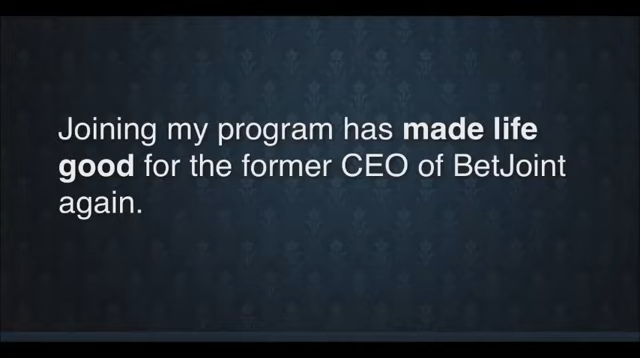 Joining my program has made life
good for the former CEO of BetJoint
again.